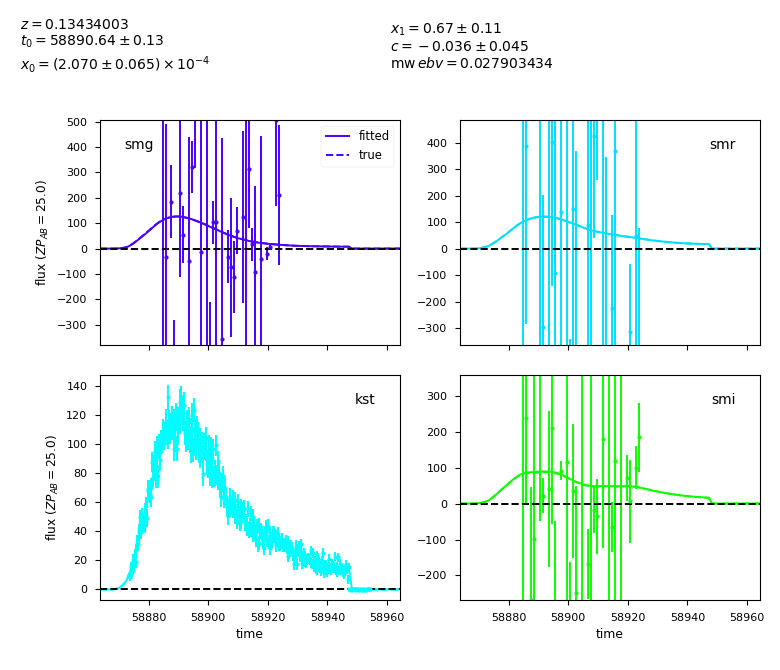 z = 0.13434003
t₀ = 58890.64 ± 0.13
x₀ = (2.070 ± 0.065) × 10⁻⁴
x₁ = 0.67 ± 0.11
c = −0.036 ± 0.045
mw ebv = 0.027903434
smg
fitted
true
500
400
300
200
100
0
−100
−200
−300
flux (ZP_AB = 25.0)
smr
400
300
200
100
0
−100
−200
−300
kst
140
120
100
80
60
40
20
0
flux (ZP_AB = 25.0)
58880 58900 58920 58940 58960
time
smi
300
200
100
0
−100
−200
58880 58900 58920 58940 58960
time